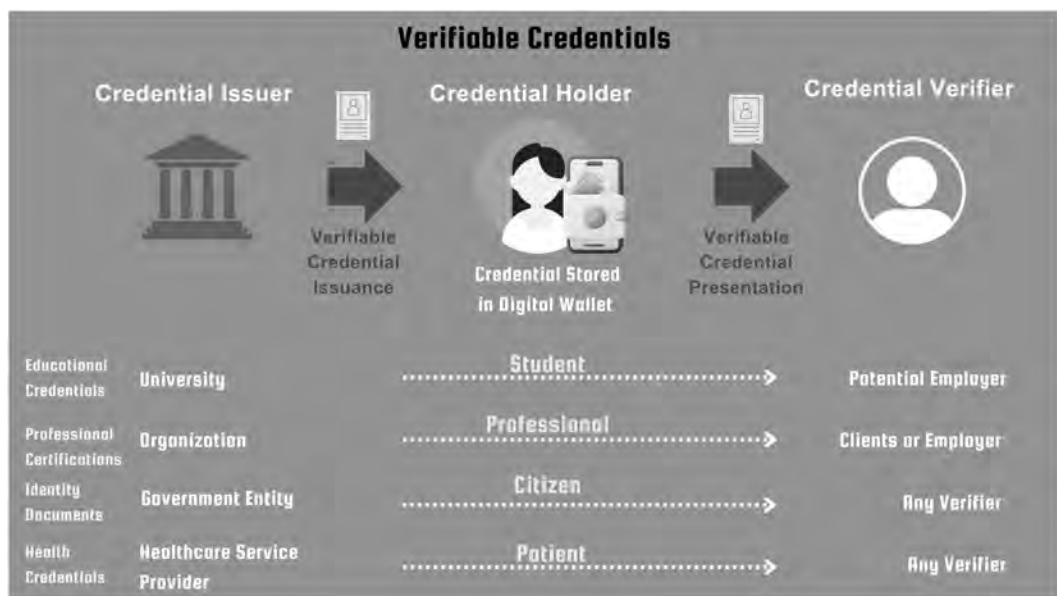 Verifiable Credentials
Credential Issuer
Credential Holder
Credential Verifier
Verifiable
Credential
Issuance
Credential Stored
in Digital Wallet
Verifiable
Credential
Presentation
Educational
Credentials
University
Student
Potential Employer
Professional
Certifications
Organization
Professional
Clients or Employer
Identity
Documents
Government Entity
Citizen
Any Verifier
Health
Credentials
Healthcare Service
Provider
Patient
Any Verifier